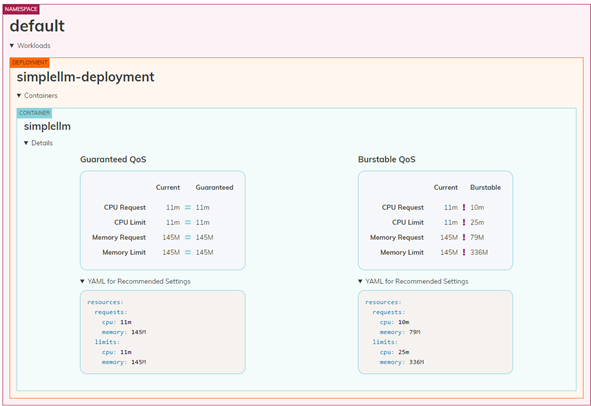 NAMESPACE
default
▼ Workloads
DEPLOYMENT
simplellm-deployment
▼ Containers
CONTAINER
simplellm
▼ Details
Guaranteed QoS
Current Guaranteed
CPU Request 11m = 11m
CPU Limit 11m = 11m
Memory Request 145M = 145M
Memory Limit 145M = 145M
▼ YAML for Recommended Settings
resources:
requests:
cpu: 11m
memory: 145M
limits:
cpu: 11m
memory: 145M
Burstable QoS
Current Burstable
CPU Request 11m ! 10m
CPU Limit 11m ! 25m
Memory Request 145M ! 79M
Memory Limit 145M ! 336M
▼ YAML for Recommended Settings
resources:
requests:
cpu: 10m
memory: 79M
limits:
cpu: 25m
memory: 336M